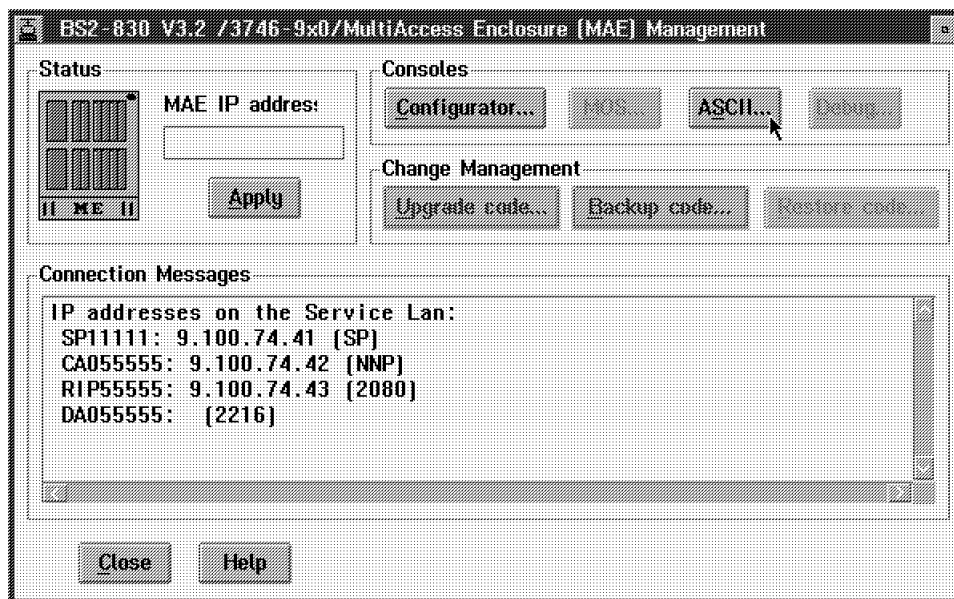 BS2-830 V3.2 /3746-9x0/MultiAccess Enclosure (MAE) Management
Status
MAE IP address
Apply
ME
Consoles
Configurator...
MOS...
ASCII...
Debug...
Change Management
Upgrade code...
Backup code...
Restore code...
Connection Messages
IP addresses on the Service Lan:
SP11111: 9.100.74.41 (SP)
CA055555: 9.100.74.42 (NNP)
RIP55555: 9.100.74.43 (2080)
DA055555: (2216)
Close
Help